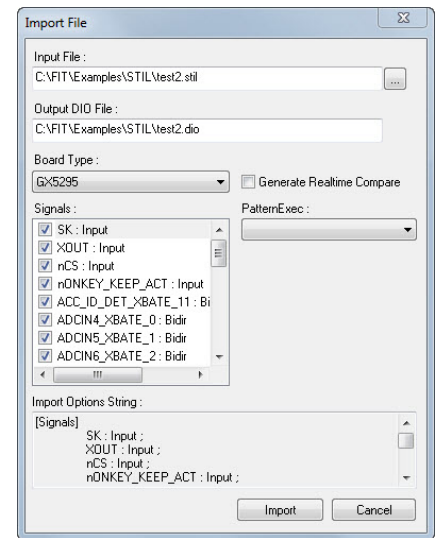 Import File
Input File :
C:\FIT\Examples\STIL\test2.stil
...
Output DIO File :
C:\FIT\Examples\STIL\test2.dio
Board Type :
GX5295
Generate Realtime Compare
Signals :
PatternExec :
SK : Input
XOUT : Input
nCS : Input
nONKEY_KEEP_ACT : Input
ACC_ID_DET_XBATE_11 : Bi
ADCIN4_XBATE_0 : Bidir
ADCIN5_XBATE_1 : Bidir
ADCIN6_XBATE_2 : Bidir
Import Options String :
[Signals]
SK : Input ;
XOUT : Input ;
nCS : Input ;
nONKEY_KEEP_ACT : Input ;
Import
Cancel